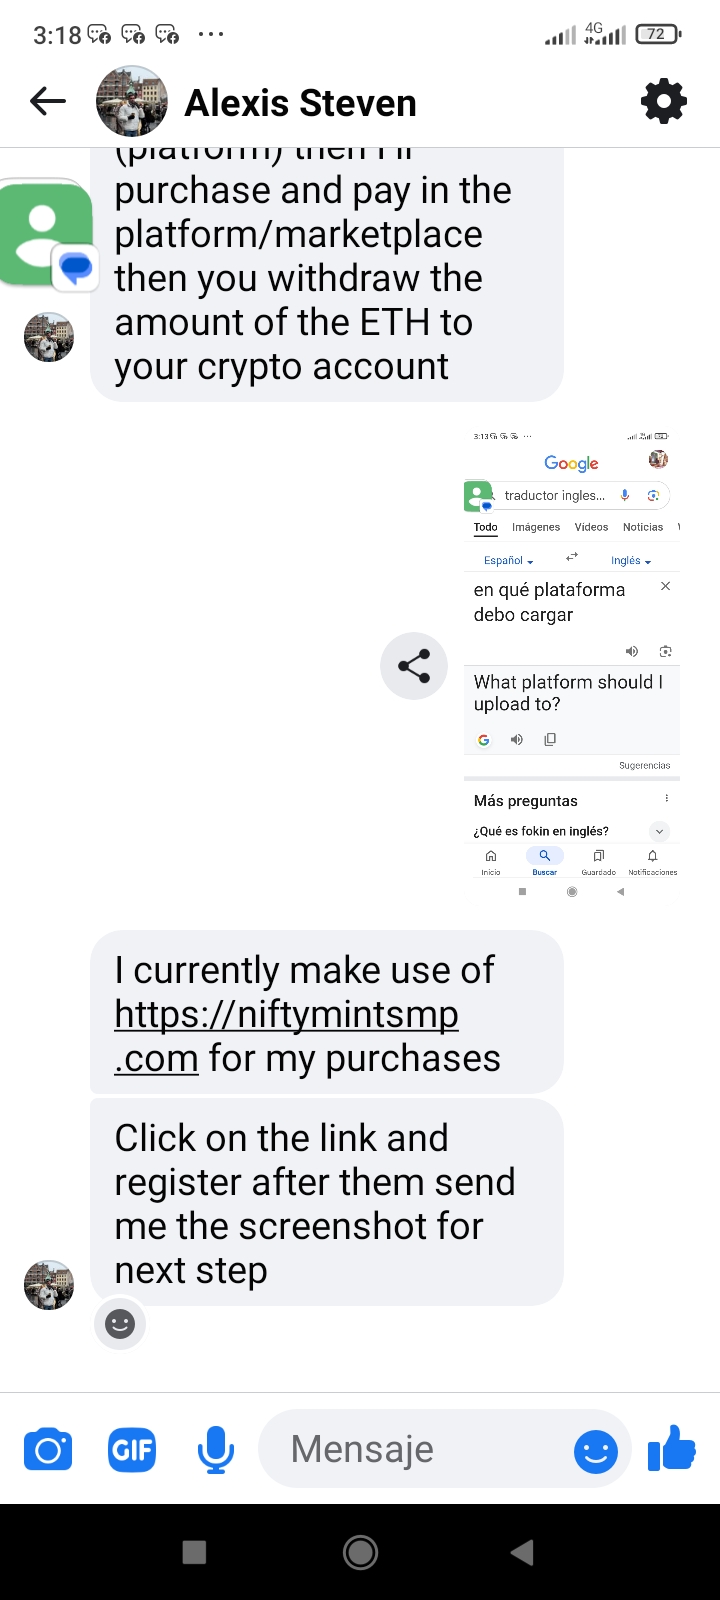 3:18
4G
72
Alexis Steven
(platform) then I'll
purchase and pay in the
platform/marketplace
then you withdraw the
amount of the ETH to
your crypto account
3:13
Google
traductor ingles...
Todo Imágenes Vídeos Noticias
Español Inglés
en qué plataforma
debo cargar
What platform should I
upload to?
Sugerencias
Más preguntas
¿Qué es fokin en inglés?
Inicio Buscar Guardado Notificaciones
I currently make use of
https://niftymintsmp
.com for my purchases
Click on the link and
register after them send
me the screenshot for
next step
GIF
Mensaje